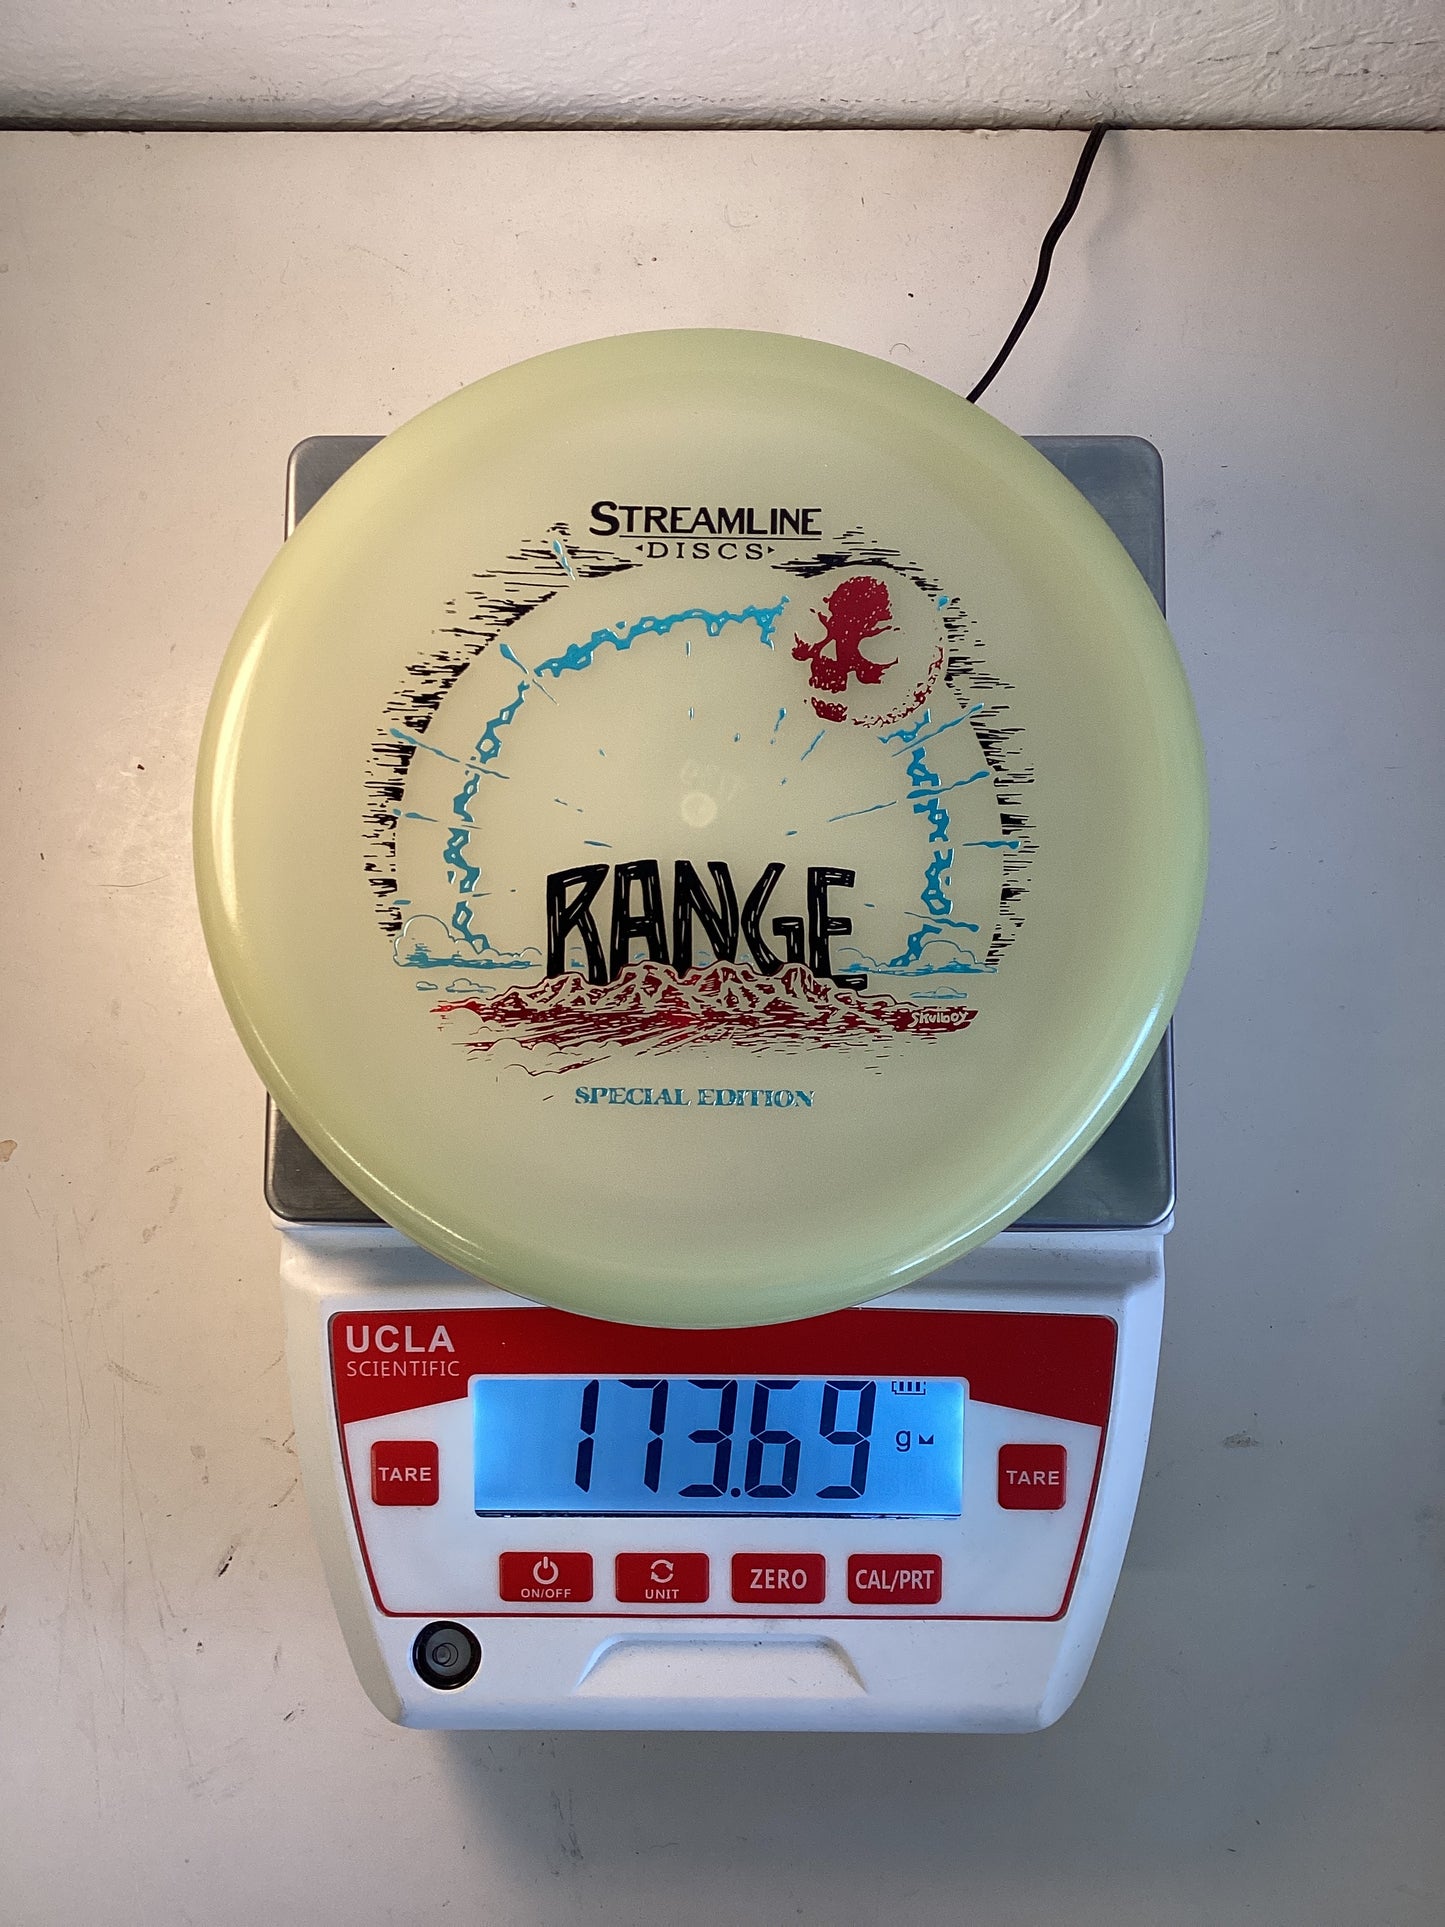 STREAMLINE
DISCS
RANGE
Skulboy
SPECIAL EDITION
UCLA
SCIENTIFIC
173.69 g
TARE
TARE
ON/OFF
UNIT
ZERO
CAL/PRT